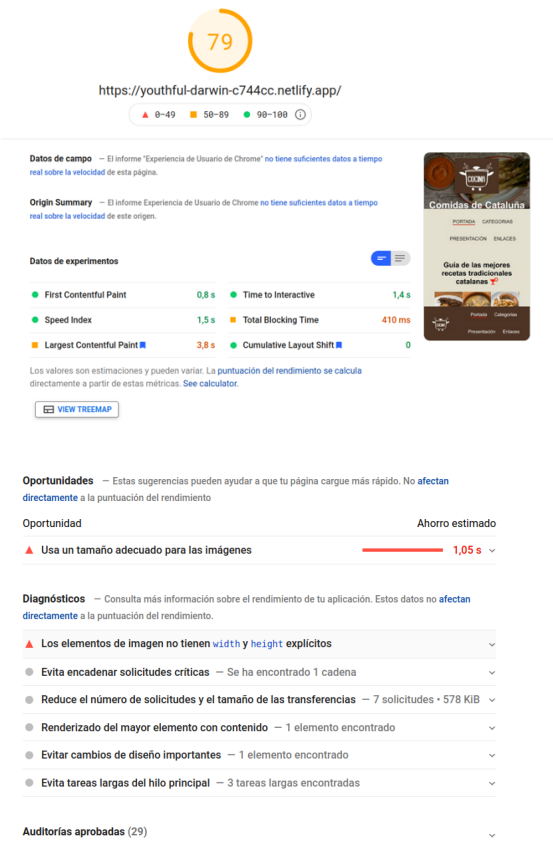 79
https://youthful-darwin-c744cc.netlify.app/
0–49 50–89 90–100
Datos de campo — El informe "Experiencia de Usuario de Chrome" no tiene suficientes datos a tiempo
real sobre la velocidad de esta página.
Origin Summary — El informe Experiencia de Usuario de Chrome no tiene suficientes datos a tiempo
real sobre la velocidad de este origen.
Datos de experimentos
First Contentful Paint 0,8 s Time to Interactive 1,4 s
Speed Index 1,5 s Total Blocking Time 410 ms
Largest Contentful Paint 3,8 s Cumulative Layout Shift 0
Los valores son estimaciones y pueden variar. La puntuación del rendimiento se calcula
directamente a partir de estas métricas. See calculator.
VIEW TREEMAP
COCINA
Comidas de Cataluña
PORTADA CATEGORIAS
PRESENTACIÓN ENLACES
Guía de las mejores
recetas tradicionales
catalanas
Portada Categorias
Presentación Enlaces
Oportunidades — Estas sugerencias pueden ayudar a que tu página cargue más rápido. No afectan
directamente a la puntuación del rendimiento
Oportunidad Ahorro estimado
Usa un tamaño adecuado para las imágenes 1,05 s
Diagnósticos — Consulta más información sobre el rendimiento de tu aplicación. Estos datos no afectan
directamente a la puntuación del rendimiento.
Los elementos de imagen no tienen width y height explícitos
Evita encadenar solicitudes críticas — Se ha encontrado 1 cadena
Reduce el número de solicitudes y el tamaño de las transferencias — 7 solicitudes • 578 KiB
Renderizado del mayor elemento con contenido — 1 elemento encontrado
Evitar cambios de diseño importantes — 1 elemento encontrado
Evita tareas largas del hilo principal — 3 tareas largas encontradas
Auditorías aprobadas (29)